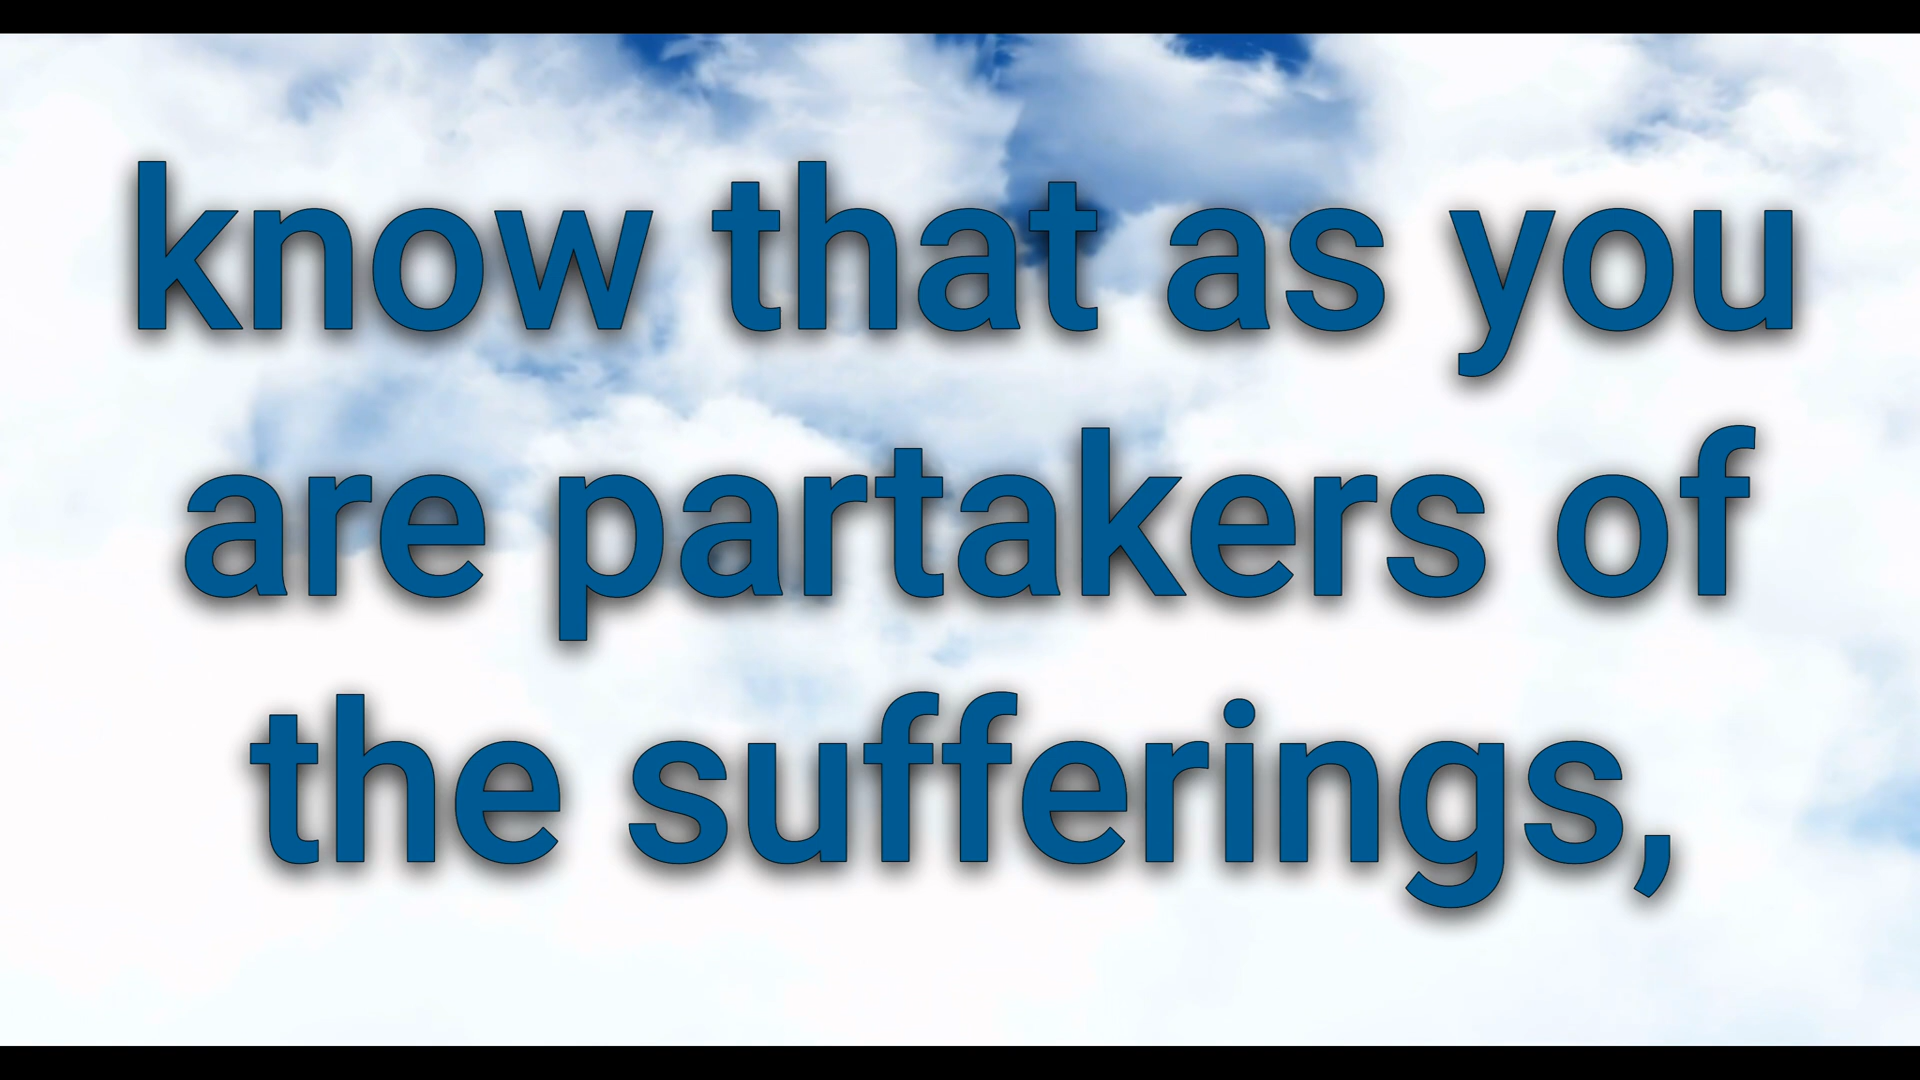 know that as you
are partakers of
the sufferings,